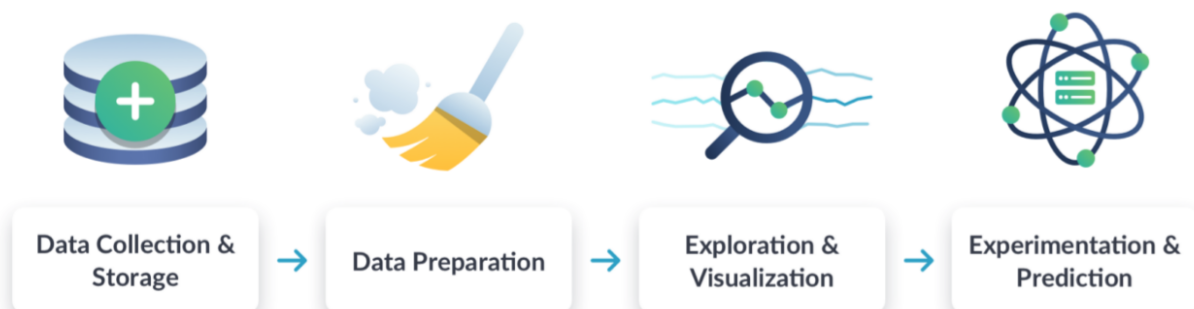 Data Collection &
Storage
Data Preparation
Exploration &
Visualization
Experimentation &
Prediction